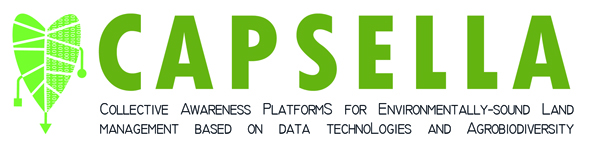 CAPSELLA
COLLECTIVE AWARENESS PLATFORMS FOR ENVIRONMENTALLY-SOUND LAND
MANAGEMENT BASED ON DATA TECHNOLOGIES AND AGROBIODIVERSITY